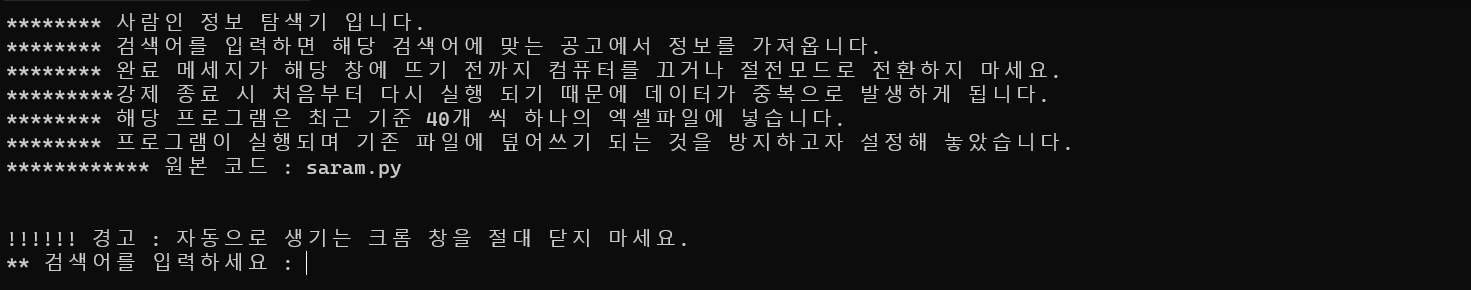 ******** 사람인 정보 탐색기 입니다.
******** 검색어를 입력하면 해당 검색어에 맞는 공고에서 정보를 가져옵니다.
******** 완료 메세지가 해당 창에 뜨기 전까지 컴퓨터를 끄거나 절전모드로 전환하지 마세요.
*********강제 종료 시 처음부터 다시 실행 되기 때문에 데이터가 중복으로 발생하게 됩니다.
******** 해당 프로그램은 최근 기준 40개 씩 하나의 엑셀파일에 넣습니다.
******** 프로그램이 실행되며 기존 파일에 덮어쓰기 되는 것을 방지하고자 설정해 놓았습니다.
************ 원본 코드 : saram.py
!!!!!! 경고 : 자동으로 생기는 크롬 창을 절대 닫지 마세요.
** 검색어를 입력하세요 :